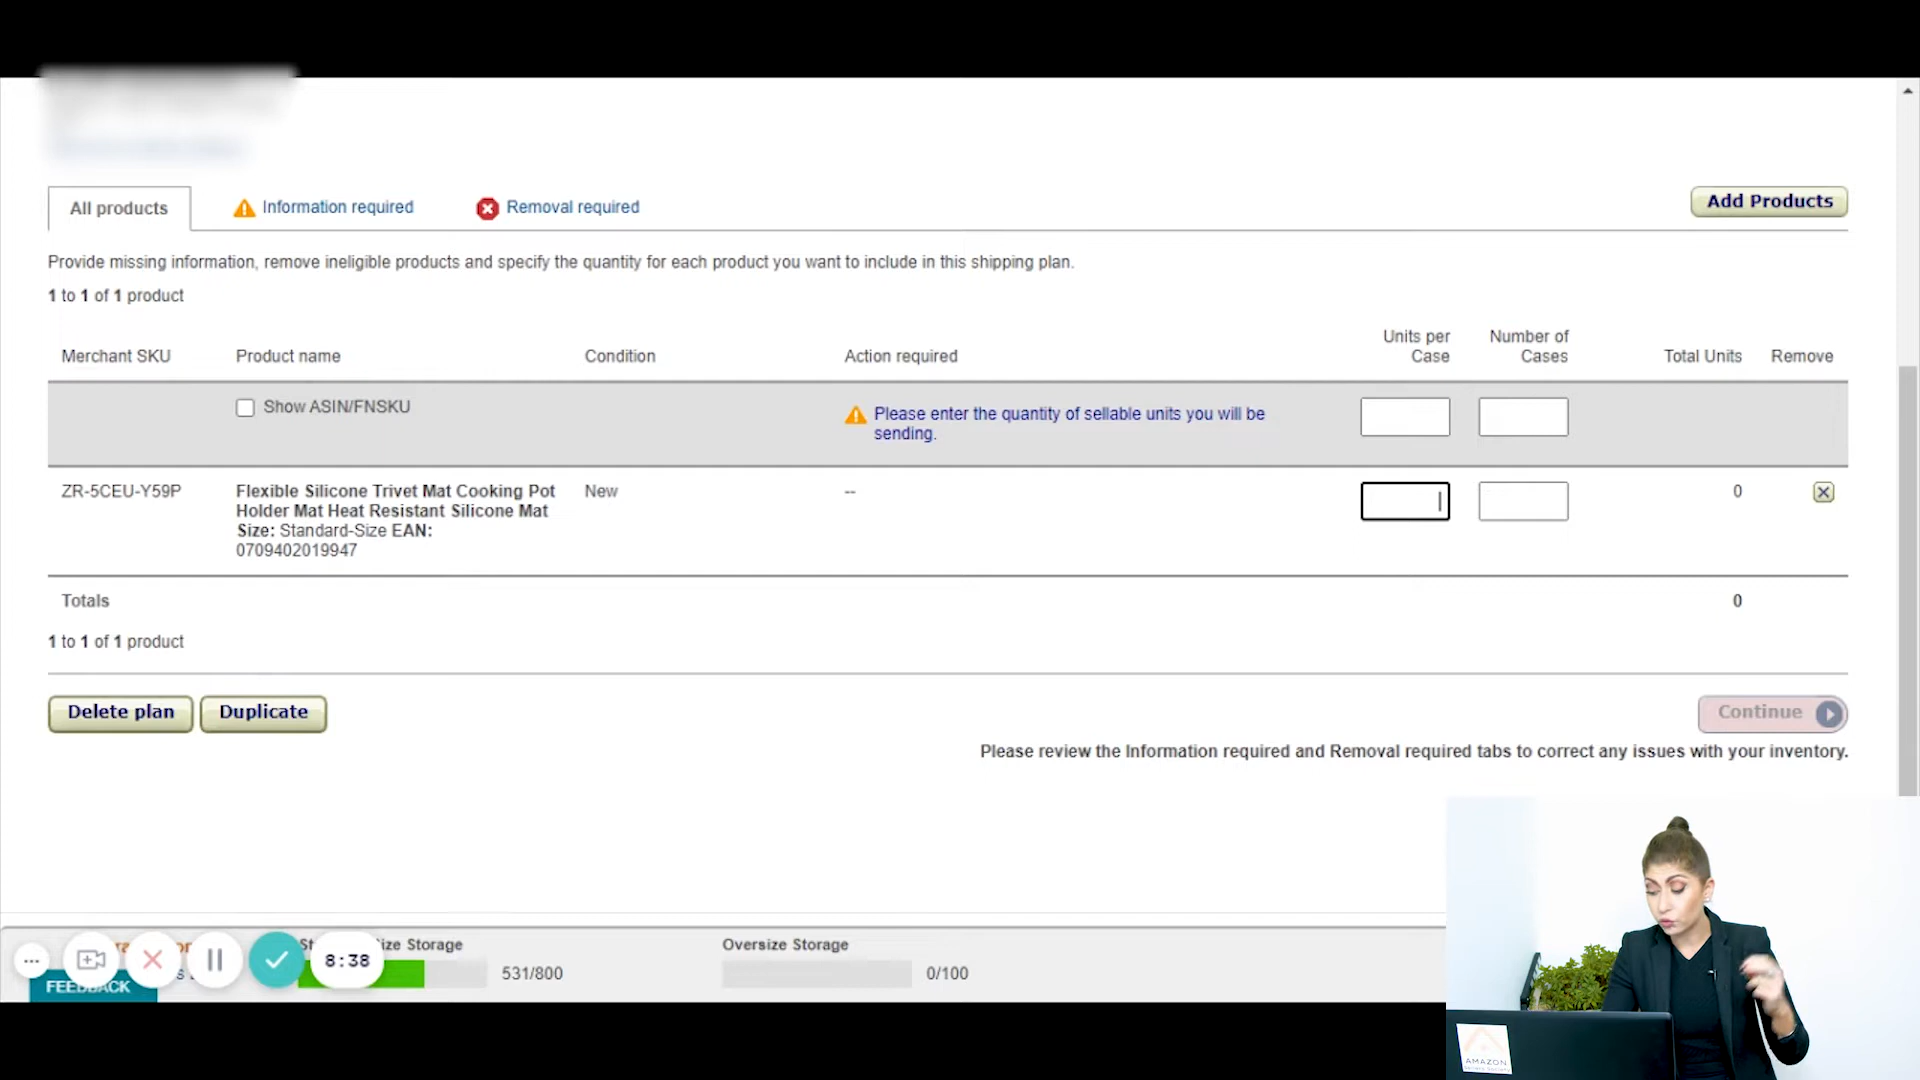 All products
Information required
Removal required
Add Products
Provide missing information, remove ineligible products and specify the quantity for each product you want to include in this shipping plan.
1 to 1 of 1 product
Merchant SKU
Product name
Condition
Action required
Units per
Case
Number of
Cases
Total Units
Remove
Show ASIN/FNSKU
Please enter the quantity of sellable units you will be
sending.
ZR-5CEU-Y59P
Flexible Silicone Trivet Mat Cooking Pot
Holder Mat Heat Resistant Silicone Mat
Size: Standard-Size EAN:
0709402019947
New
--
0
Totals
0
1 to 1 of 1 product
Delete plan
Duplicate
Continue
Please review the Information required and Removal required tabs to correct any issues with your inventory.
ize Storage
531/800
Oversize Storage
0/100
8:38
FEEDBACK
AMAZON